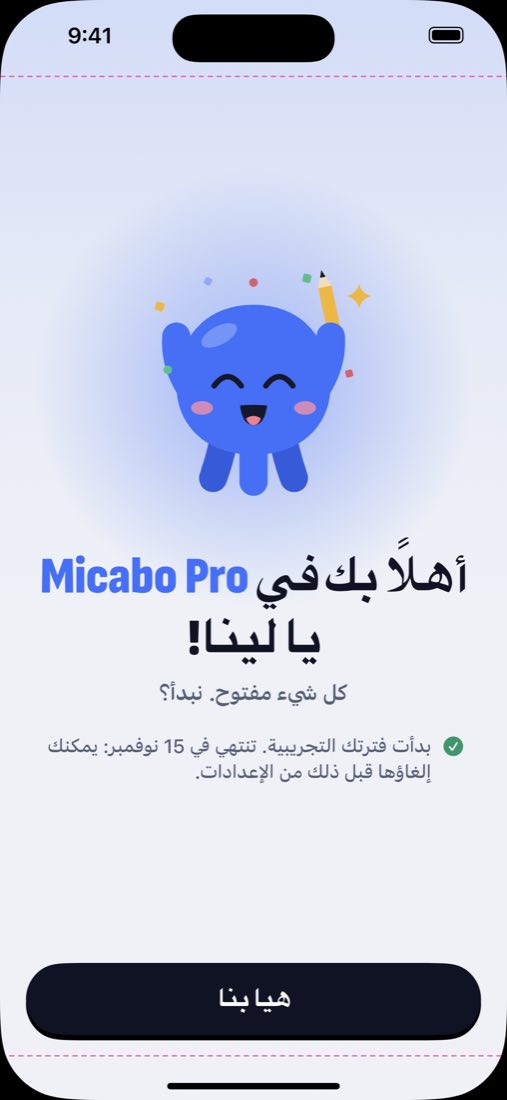 9:41
أهلاً بك في Micabo Pro
يا لينا!
كل شيء مفتوح. نبدأ؟
بدأت فترتك التجريبية. تنتهي في 15 نوفمبر: يمكنك
إلغاؤها قبل ذلك من الإعدادات.
هيا بنا